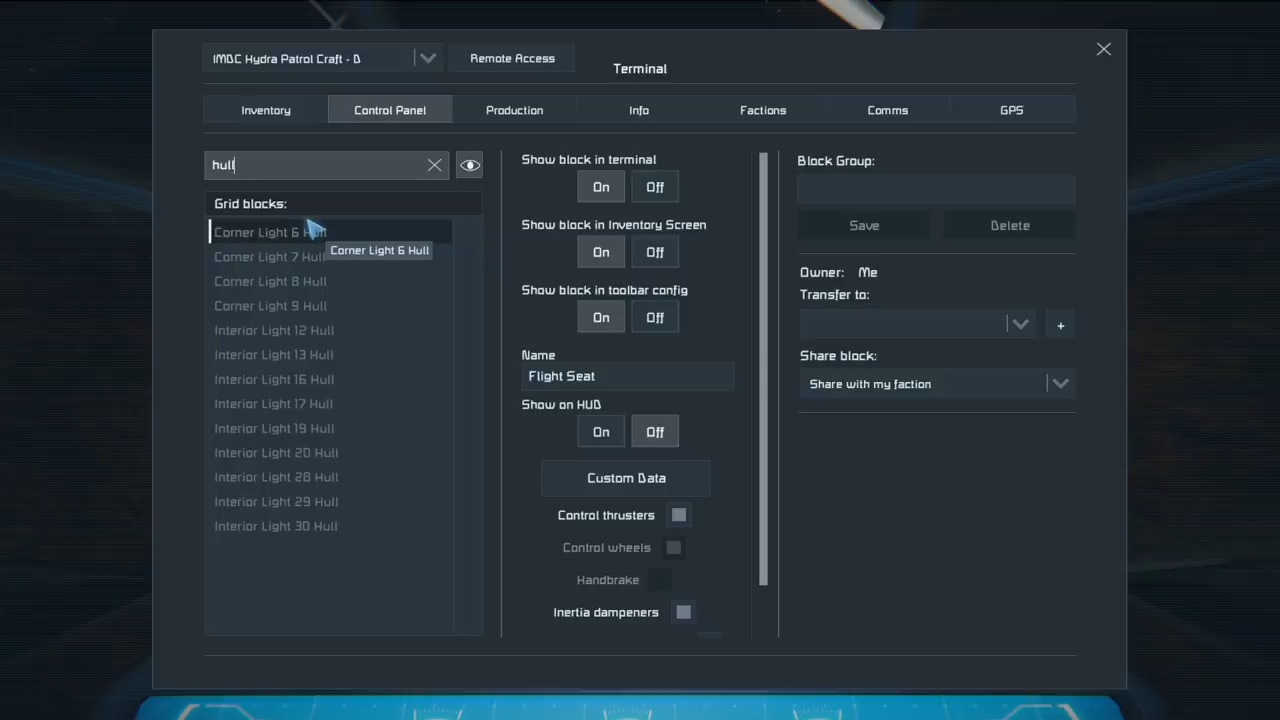 IMDC Hydra Patrol Craft - D
Remote Access
Terminal
Inventory
Control Panel
Production
Info
Factions
Comms
GPS
hull
Grid blocks:
Corner Light 6 Hull
Corner Light 6 Hull
Corner Light 7 Hull
Corner Light 8 Hull
Corner Light 9 Hull
Interior Light 12 Hull
Interior Light 13 Hull
Interior Light 16 Hull
Interior Light 17 Hull
Interior Light 19 Hull
Interior Light 20 Hull
Interior Light 28 Hull
Interior Light 29 Hull
Interior Light 30 Hull
Show block in terminal
On Off
Show block in Inventory Screen
On Off
Show block in toolbar config
On Off
Name
Flight Seat
Show on HUD
On Off
Custom Data
Control thrusters
Control wheels
Handbrake
Inertia dampeners
Block Group:
Save Delete
Owner: Me
Transfer to:
+
Share block:
Share with my faction